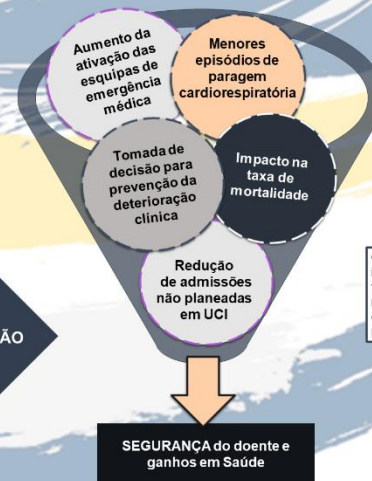 Aumento da
ativação das
esquipas de
emergência
médica
Menores
episódios de
paragem
cardiorespiratória
Tomada de
decisão para
prevenção da
deterioração
clínica
Impacto na
taxa de
mortalidade
Redução
de admissões
não planeadas
em UCI
ÃO
SEGURANÇA do doente e
ganhos em Saúde